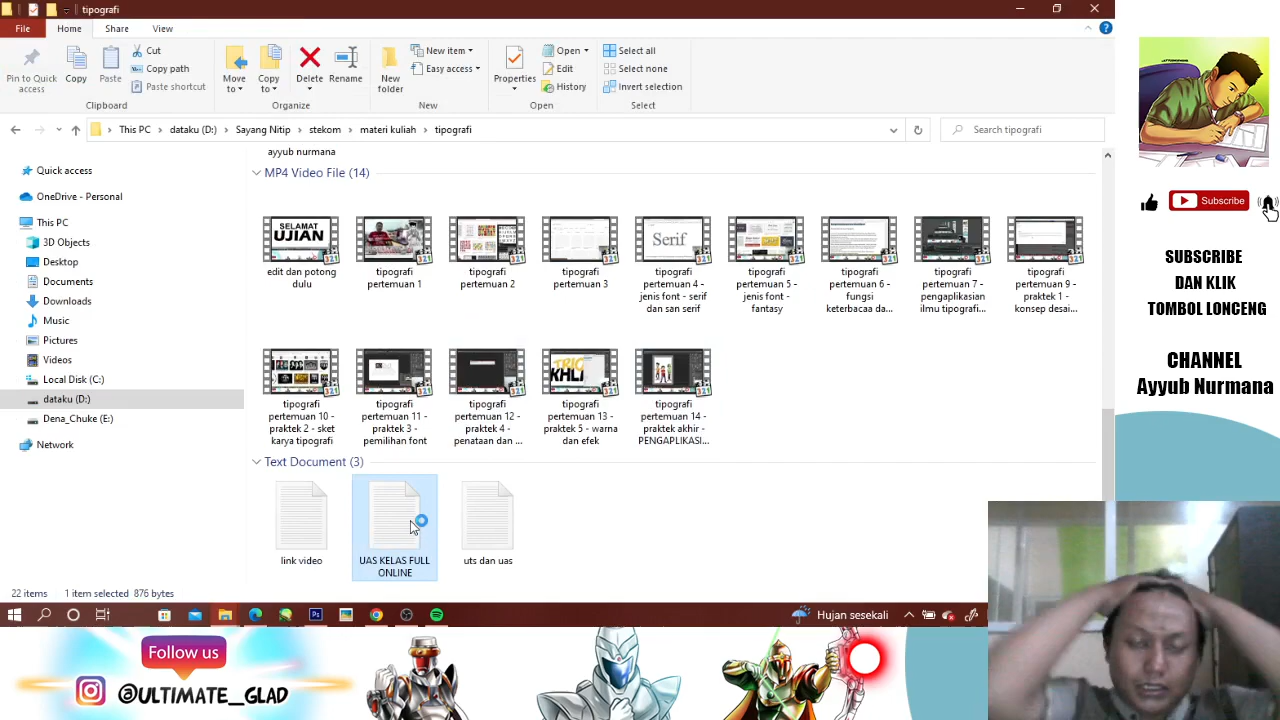 tipografi
File
Home
Share
View
Pin to Quick
access
Copy
Paste
Cut
Copy path
Paste shortcut
Clipboard
Move
to
Copy
to
Delete
Rename
Organize
New
folder
New item
Easy access
New
Properties
Open
Edit
History
Open
Select all
Select none
Invert selection
Select
This PC
dataku (D:)
Sayang Nitip
stekom
materi kuliah
tipografi
Search tipografi
Quick access
OneDrive - Personal
This PC
3D Objects
Desktop
Documents
Downloads
Music
Pictures
Videos
Local Disk (C:)
dataku (D:)
Dena_Chuke (E:)
Network
ayyub nurmana
MP4 Video File (14)
SELAMAT
UJIAN
Serif
edit dan potong
dulu
tipografi
pertemuan 1
tipografi
pertemuan 2
tipografi
pertemuan 3
tipografi
pertemuan 4 -
jenis font - serif
dan san serif
tipografi
pertemuan 5 -
jenis font -
fantasy
tipografi
pertemuan 6 -
fungsi
keterbacaa da...
tipografi
pertemuan 7 -
pengaplikasian
ilmu tipografi...
tipografi
pertemuan 9 -
praktek 1 -
konsep desai...
tipografi
pertemuan 10 -
praktek 2 - sket
karya tipografi
tipografi
pertemuan 11 -
praktek 3 -
pemilihan font
tipografi
pertemuan 12 -
praktek 4 -
penataan dan ...
tipografi
pertemuan 13 -
praktek 5 - warna
dan efek
tipografi
pertemuan 14 -
praktek akhir -
PENGAPLIKASI...
Text Document (3)
link video
UAS KELAS FULL
ONLINE
uts dan uas
22 items
1 item selected
876 bytes
Hujan sesekali
Subscribe
SUBSCRIBE
DAN KLIK
TOMBOL LONCENG
CHANNEL
Ayyub Nurmana
Follow us
@ULTIMATE_GLAD